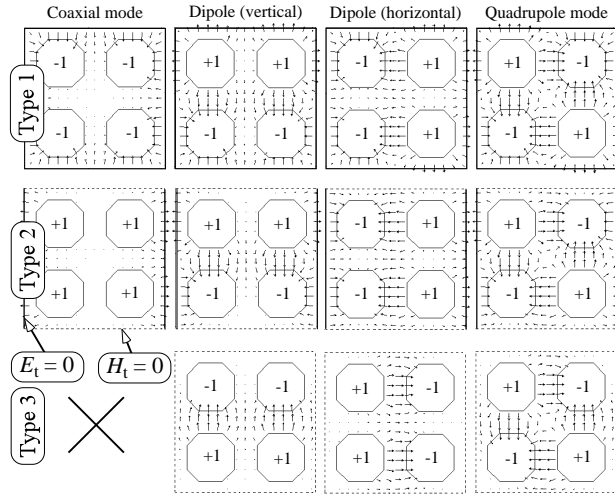 Coaxial mode Dipole (vertical) Dipole (horizontal) Quadrupole mode
Type 1
-1 -1 +1 +1 -1 +1 +1 -1
-1 -1 -1 -1 -1 +1 -1 +1
Type 2
+1 +1 +1 +1 -1 +1 +1 -1
+1 +1 -1 -1 -1 +1 -1 +1
Et = 0 Ht = 0
Type 3
-1 -1 +1 -1 +1 -1
+1 +1 +1 -1 -1 +1